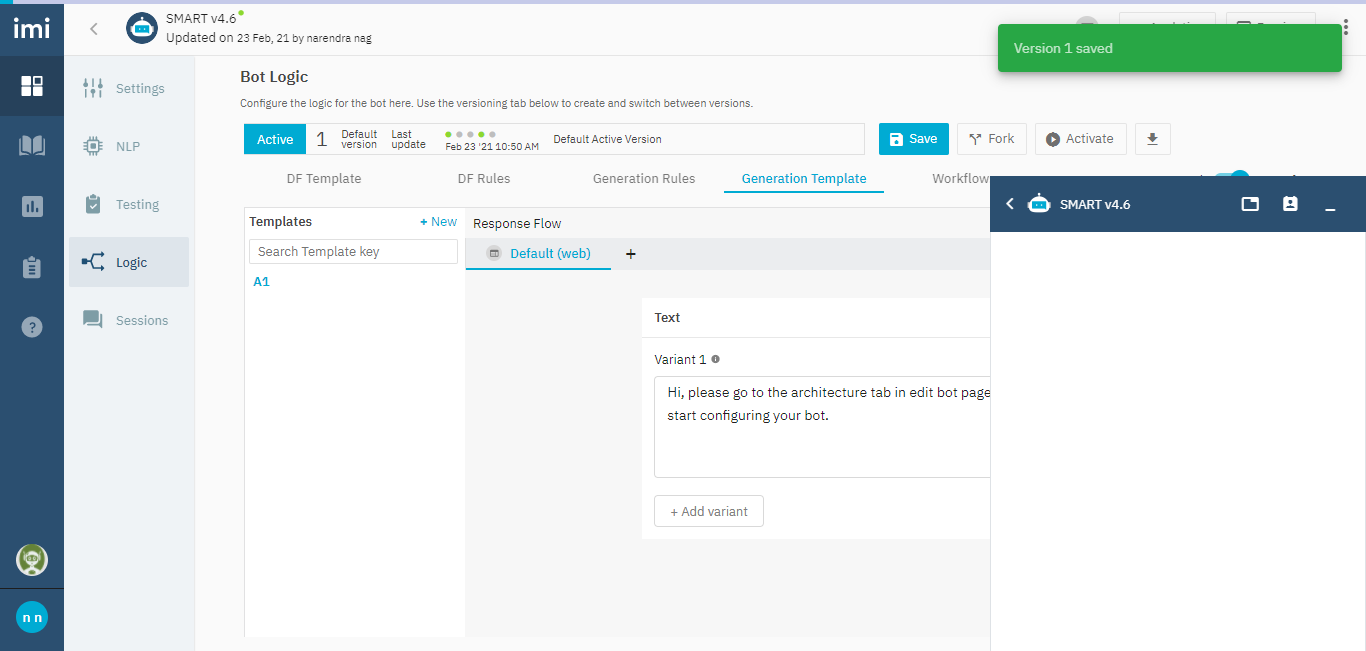 imi
SMART v4.6
Updated on 23 Feb, 21 by narendra nag
Version 1 saved
Settings
NLP
Testing
Logic
Sessions
n n
Bot Logic
Configure the logic for the bot here. Use the versioning tab below to create and switch between versions.
Active
1
Default version
Last update
Feb 23 '21 10:50 AM
Default Active Version
Save
Fork
Activate
DF Template
DF Rules
Generation Rules
Generation Template
Workflow
Templates
+ New
Search Template key
A1
Response Flow
Default (web)
+
Text
Variant 1
Hi, please go to the architecture tab in edit bot page
start configuring your bot.
+ Add variant
SMART v4.6